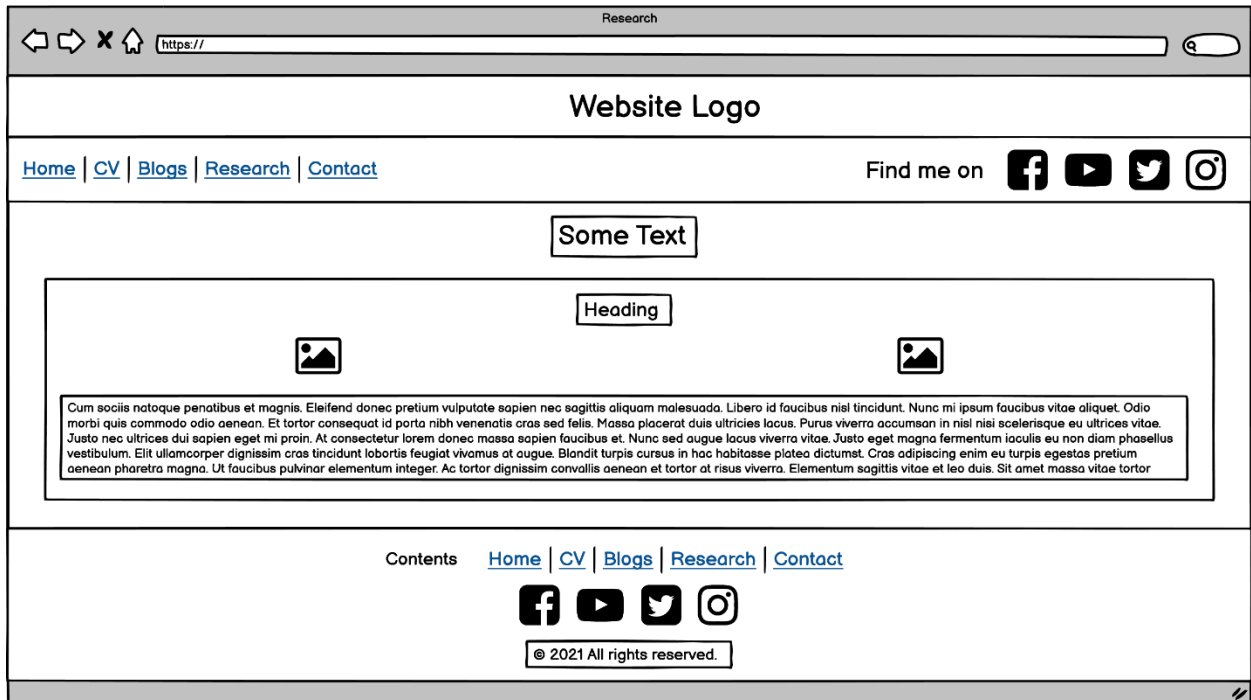 Research
https://
Website Logo
Home | CV | Blogs | Research | Contact
Find me on
Some Text
Heading
Cum sociis natoque penatibus et magnis. Eleifend donec pretium vulputate sapien nec sagittis aliquam malesuada. Libero id faucibus nisl tincidunt. Nunc mi ipsum faucibus vitae aliquet. Odio
morbi quis commodo odio aenean. Et tortor consequat id porta nibh venenatis cras sed felis. Massa placerat duis ultricies lacus. Purus viverra accumsan in nisl nisi scelerisque eu ultrices vitae.
Justo nec ultrices dui sapien eget mi proin. At consectetur lorem donec massa sapien faucibus et. Nunc sed augue lacus viverra vitae. Justo eget magna fermentum iaculis eu non diam phasellus
vestibulum. Elit ullamcorper dignissim cras tincidunt lobortis feugiat vivamus at augue. Blandit turpis cursus in hac habitasse platea dictumst. Cras adipiscing enim eu turpis egestas pretium
aenean pharetra magna. Ut faucibus pulvinar elementum integer. Ac tortor dignissim convallis aenean et tortor at risus viverra. Elementum sagittis vitae et leo duis. Sit amet massa vitae tortor
Contents
Home | CV | Blogs | Research | Contact
© 2021 All rights reserved.